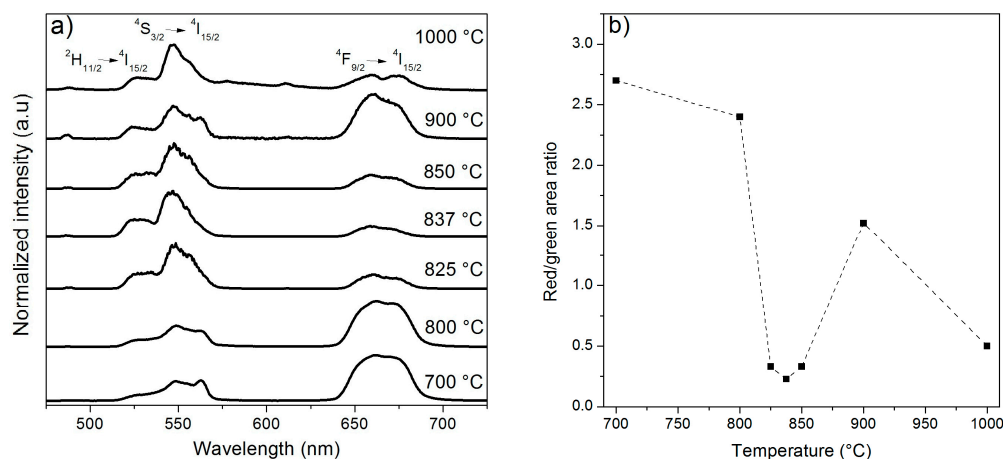 a)
⁴S₃/₂ → ⁴I₁₅/₂
1000 °C
²H₁₁/₂ → ⁴I₁₅/₂
⁴F₉/₂ → ⁴I₁₅/₂
900 °C
850 °C
837 °C
825 °C
800 °C
700 °C
Normalized intensity (a.u)
500 550 600 650 700
Wavelength (nm)
b)
3.0
2.5
2.0
1.5
1.0
0.5
0.0
Red/green area ratio
700 750 800 850 900 950 1000
Temperature (°C)